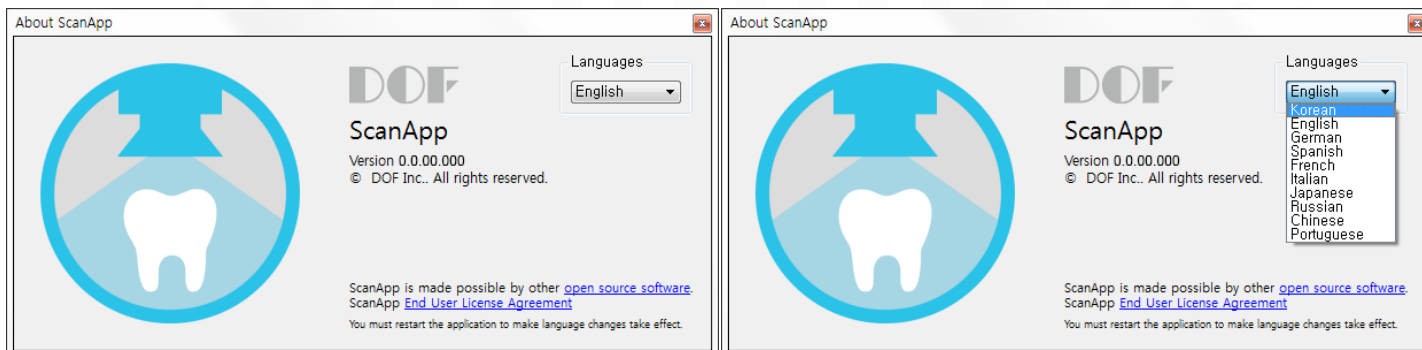 About ScanApp
Languages
DOF
English
ScanApp
Version 0.0.00.000
© DOF Inc.. All rights reserved.
ScanApp is made possible by other open source software.
ScanApp End User License Agreement
You must restart the application to make language changes take effect.
About ScanApp
Languages
DOF
English
Korean
English
German
Spanish
French
Italian
Japanese
Russian
Chinese
Portuguese
ScanApp
Version 0.0.00.000
© DOF Inc.. All rights reserved.
ScanApp is made possible by other open source software.
ScanApp End User License Agreement
You must restart the application to make language changes take effect.